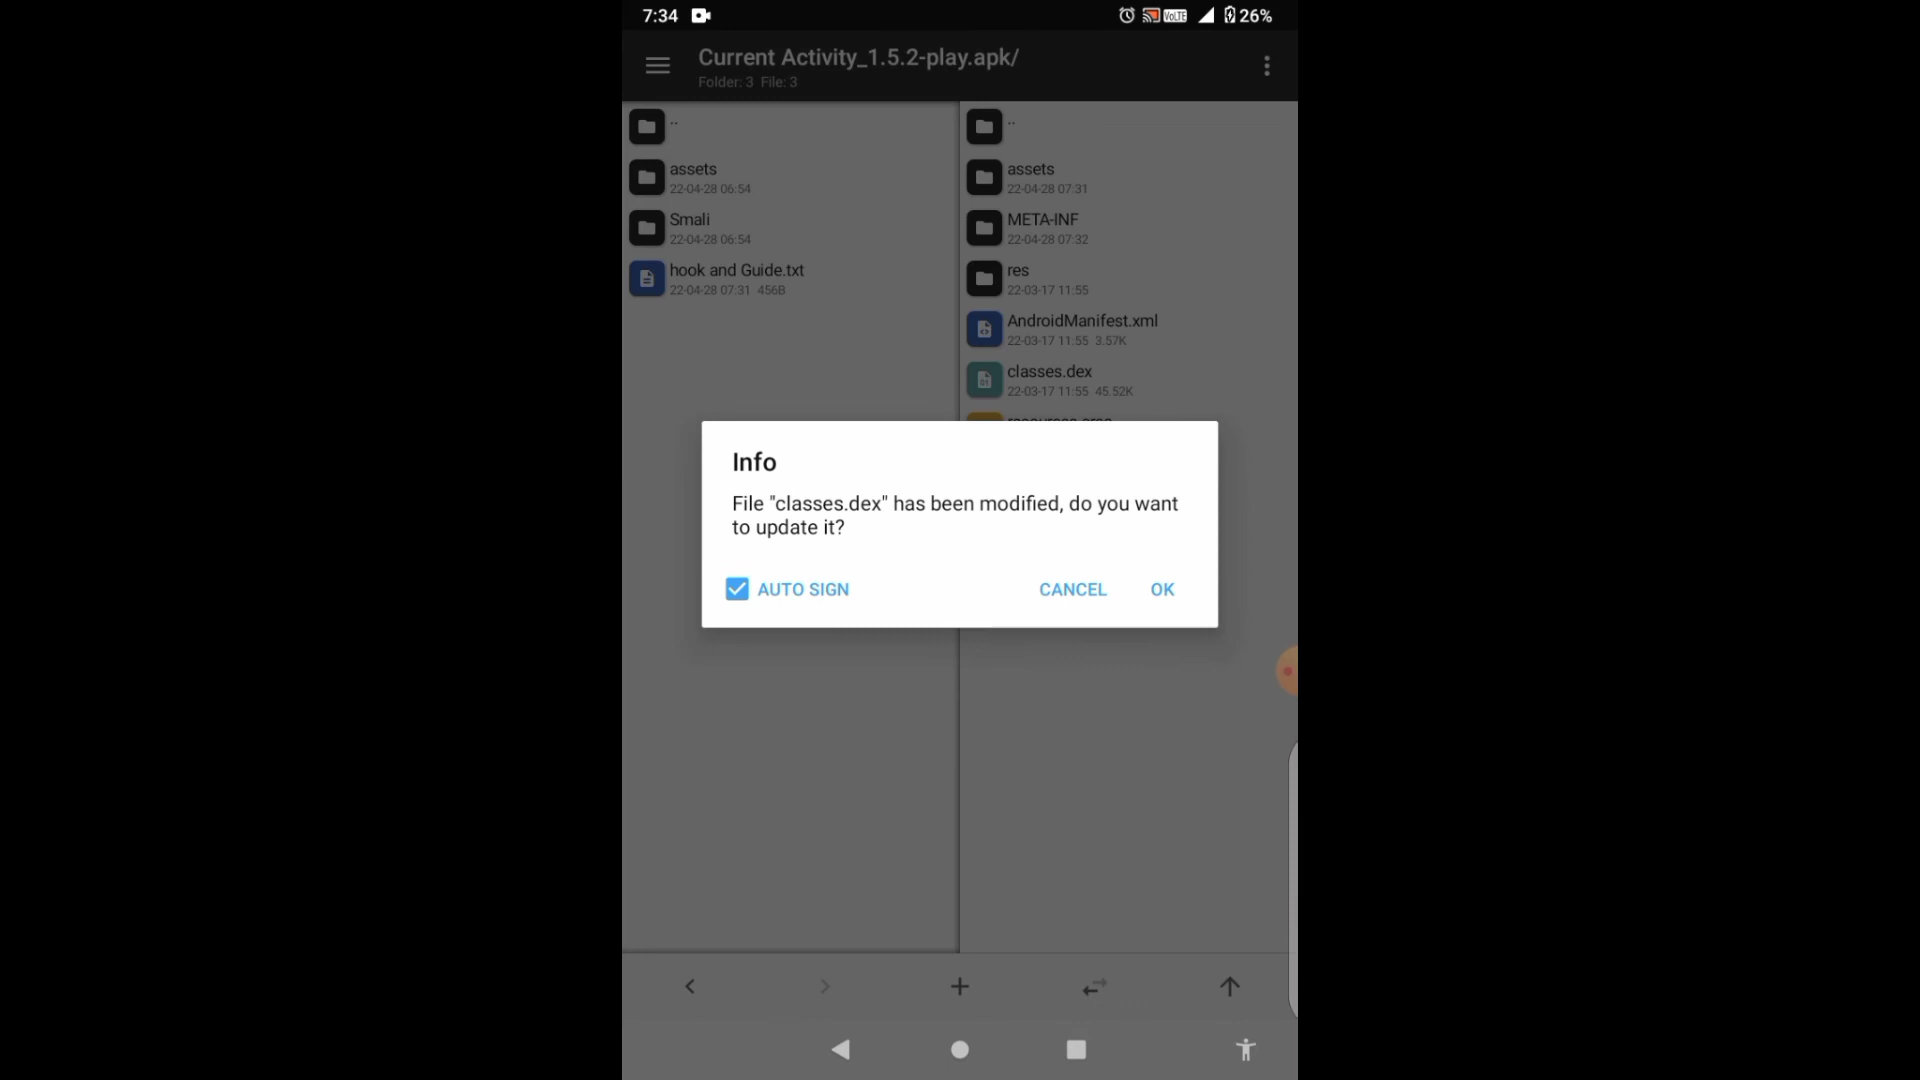 7:34
VoLTE
26%
Current Activity_1.5.2-play.apk/
Folder: 3 File: 3
..
assets
22-04-28 06:54
Smali
22-04-28 06:54
hook and Guide.txt
22-04-28 07:31 456B
..
assets
22-04-28 07:31
META-INF
22-04-28 07:32
res
22-03-17 11:55
AndroidManifest.xml
22-03-17 11:55 3.57K
classes.dex
22-03-17 11:55 45.52K
Info
File "classes.dex" has been modified, do you want
to update it?
AUTO SIGN
CANCEL
OK